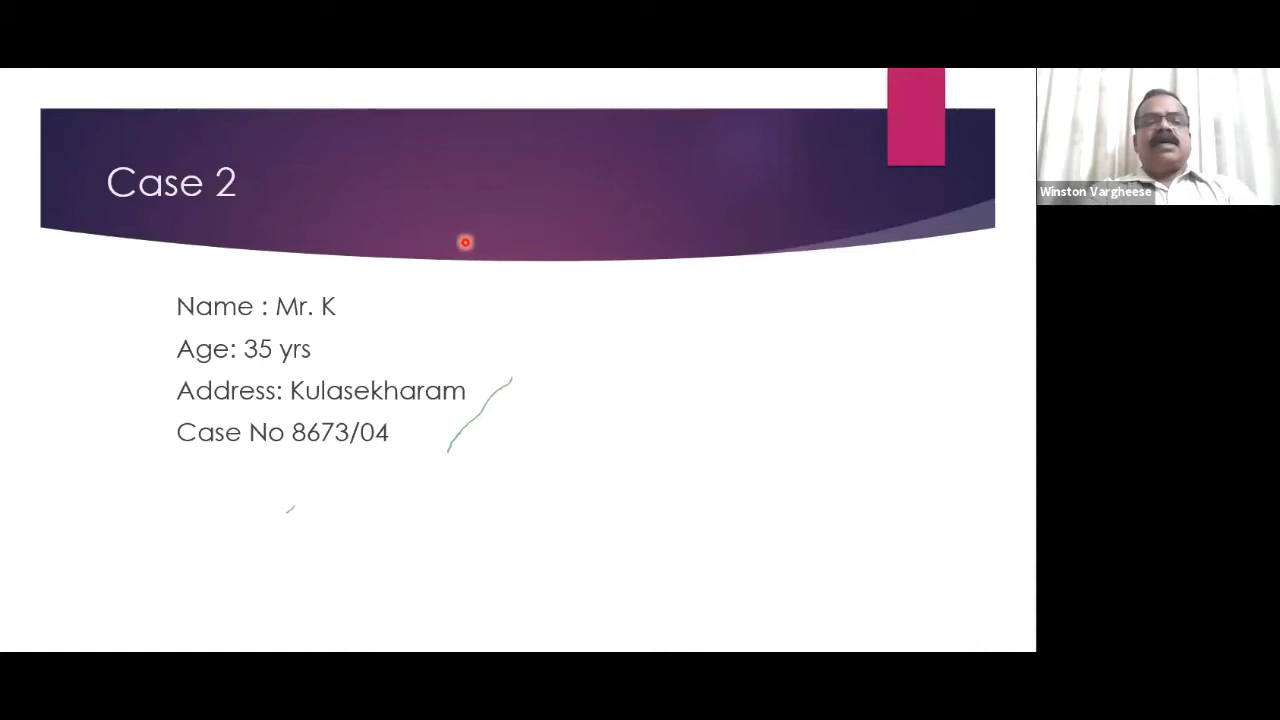 Case 2
Name : Mr. K
Age: 35 yrs
Address: Kulasekharam
Case No 8673/04
Winston Vargheese